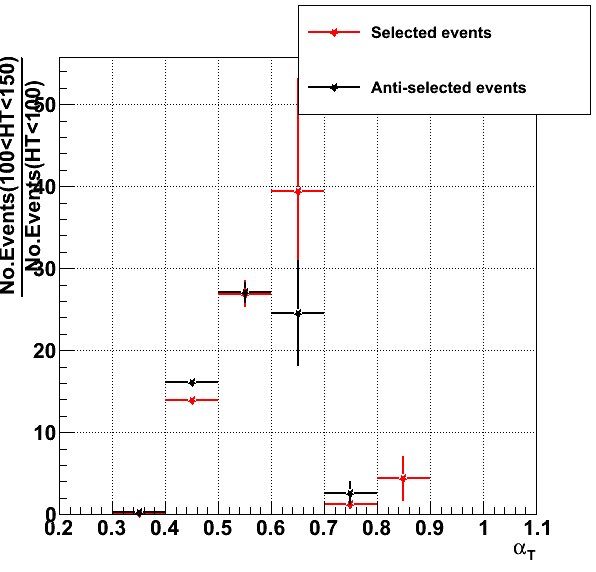 Selected events
Anti-selected events
No.Events(100<HT<150)
No.Events(HT<100)
50
40
30
20
10
0
0.2 0.3 0.4 0.5 0.6 0.7 0.8 0.9 1 1.1
α_T